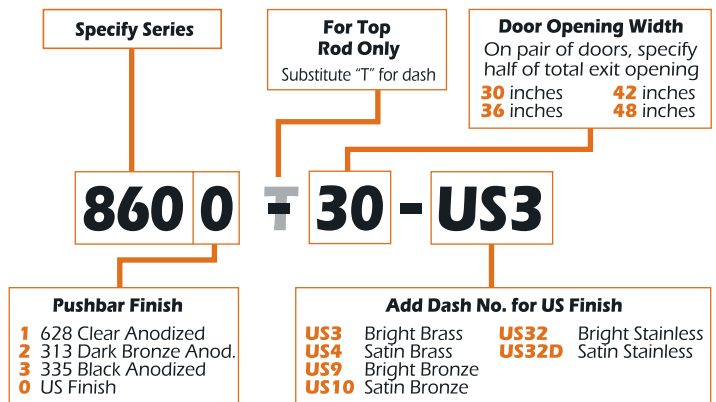 Specify Series
For Top
Rod Only
Substitute “T” for dash
Door Opening Width
On pair of doors, specify
half of total exit opening
30 inches 42 inches
36 inches 48 inches
860 0 T - 30 - US3
Pushbar Finish
1 628 Clear Anodized
2 313 Dark Bronze Anod.
3 335 Black Anodized
0 US Finish
Add Dash No. for US Finish
US3 Bright Brass US32 Bright Stainless
US4 Satin Brass US32D Satin Stainless
US9 Bright Bronze
US10 Satin Bronze